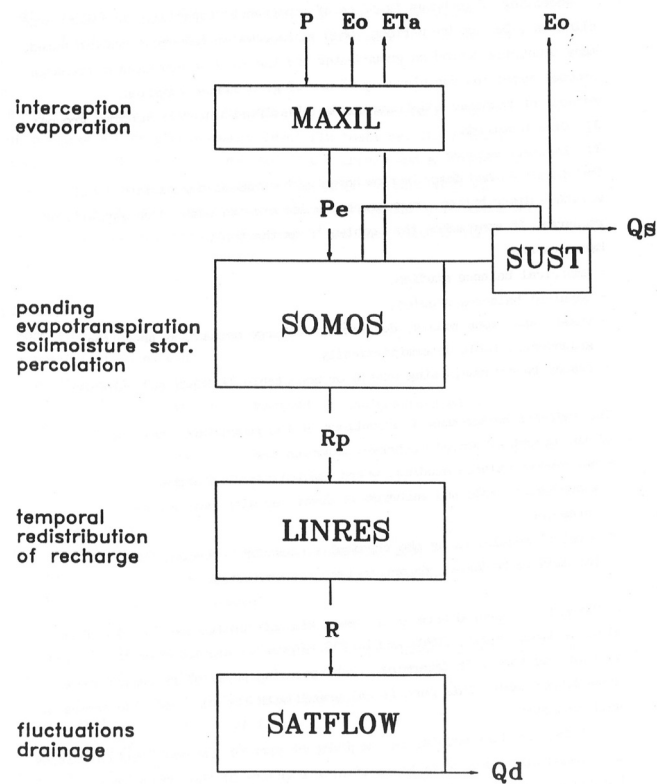 P Eo ETa Eo
interception
evaporation
MAXIL
Pe
Qs
SUST
ponding
evapotranspiration
soilmoisture stor.
percolation
SOMOS
Rp
temporal
redistribution
of recharge
LINRES
R
fluctuations
drainage
SATFLOW
Qd